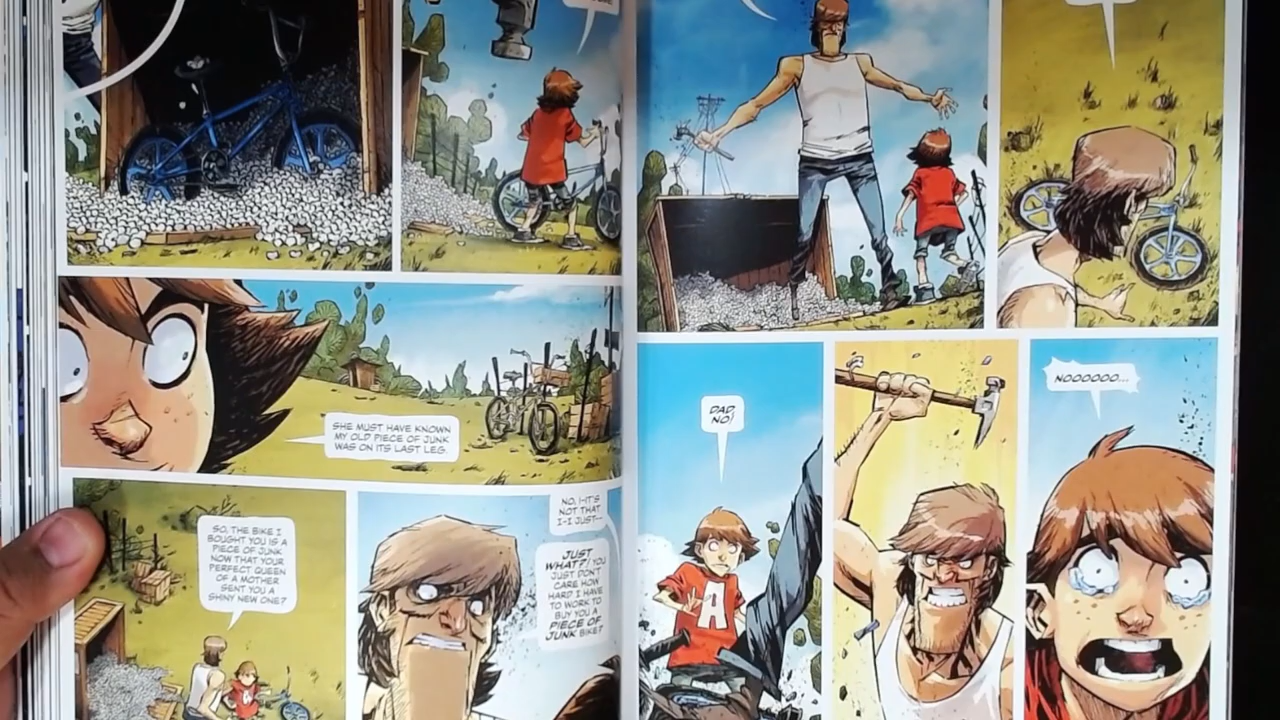 SHE MUST HAVE KNOWN
MY OLD PIECE OF JUNK
WAS ON ITS LAST LEG.
SO, THE BIKE I
BOUGHT YOU IS A
PIECE OF JUNK
NOW THAT YOUR
PERFECT QUEEN
OF A MOTHER
SENT YOU A
SHINY NEW ONE?
NO, I-IT'S
NOT THAT
I-I JUST--
JUST
WHAT?! YOU
JUST DON'T
CARE HOW
HARD I HAVE
TO WORK TO
BUY YOU A
PIECE OF
JUNK BIKE?
DAD,
NO!
H
NOOOOOO...